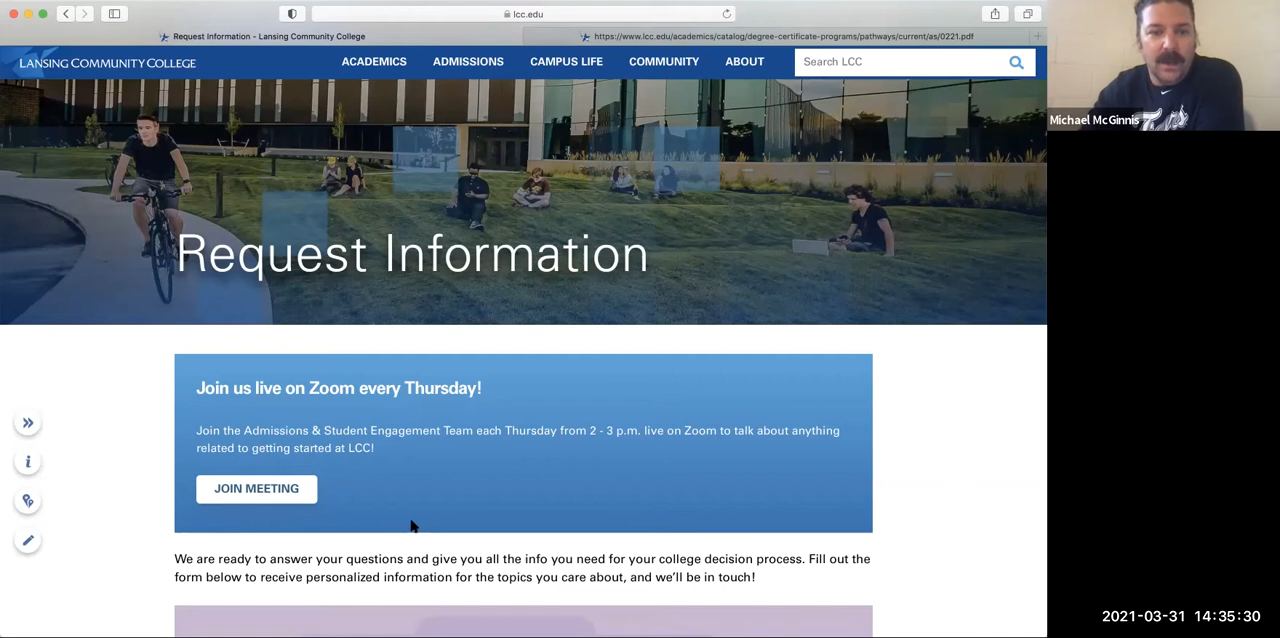 lcc.edu
Request Information - Lansing Community College
https://www.lcc.edu/academics/catalog/degree-certificate-programs/pathways/current/as/0221.pdf
LANSING COMMUNITY COLLEGE
ACADEMICS
ADMISSIONS
CAMPUS LIFE
COMMUNITY
ABOUT
Search LCC
Michael McGinnis
Request Information
Join us live on Zoom every Thursday!
Join the Admissions & Student Engagement Team each Thursday from 2 - 3 p.m. live on Zoom to talk about anything
related to getting started at LCC!
JOIN MEETING
We are ready to answer your questions and give you all the info you need for your college decision process. Fill out the
form below to receive personalized information for the topics you care about, and we'll be in touch!
2021-03-31 14:35:30